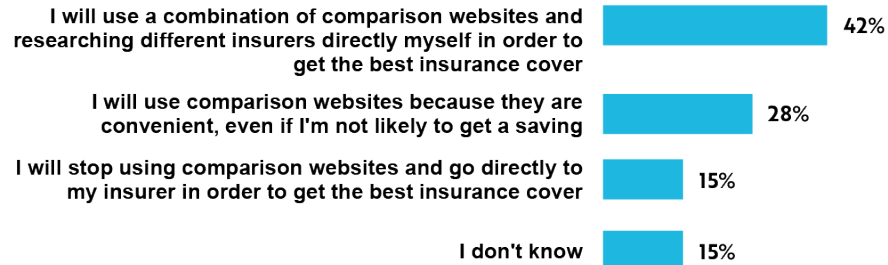 I will use a combination of comparison websites and
researching different insurers directly myself in order to
get the best insurance cover
42%
I will use comparison websites because they are
convenient, even if I'm not likely to get a saving
28%
I will stop using comparison websites and go directly to
my insurer in order to get the best insurance cover
15%
I don't know
15%